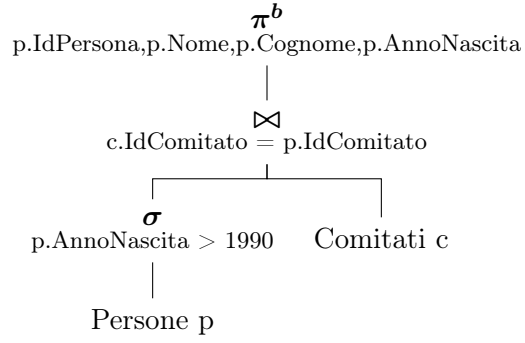 π^b
p.IdPersona,p.Nome,p.Cognome,p.AnnoNascita
⋈
c.IdComitato = p.IdComitato
σ
p.AnnoNascita > 1990
Comitati c
Persone p